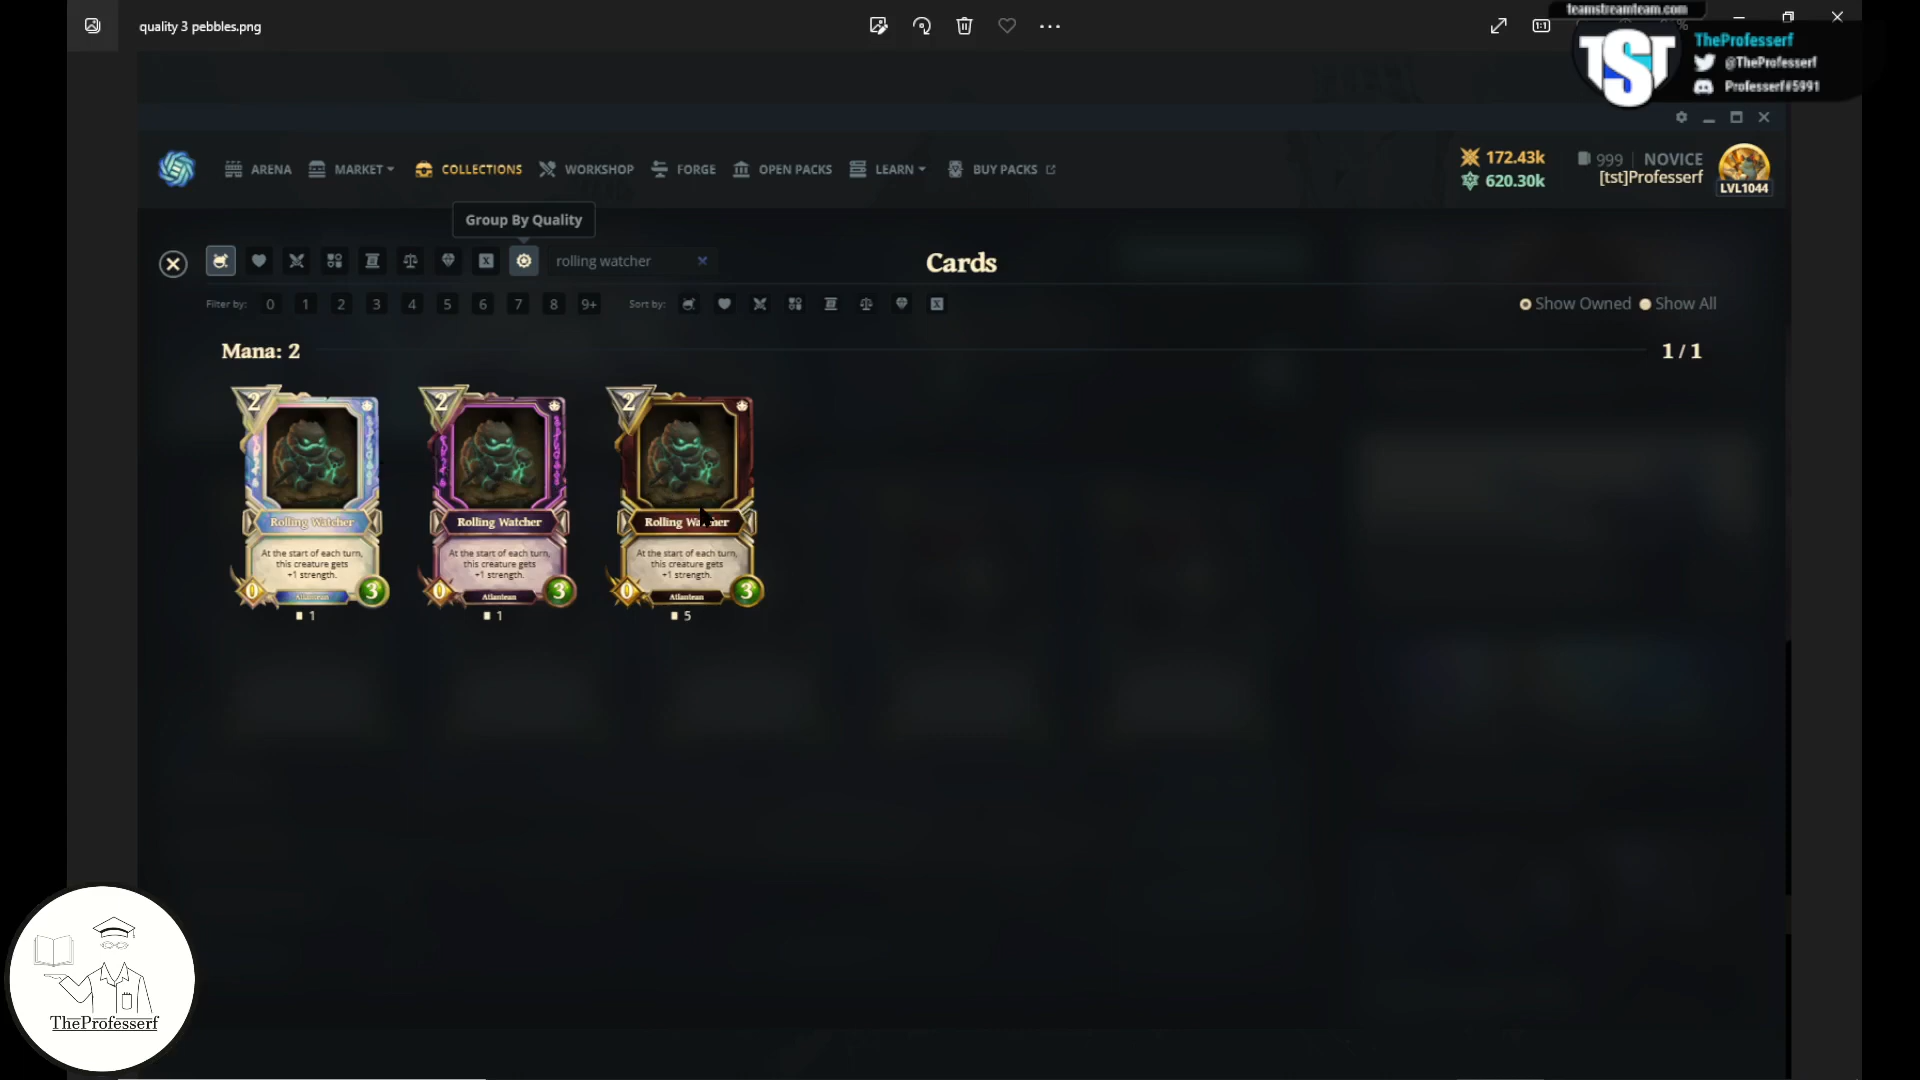 quality 3 pebbles.png
teamstreamteam.com
TST
TheProfesserf
@TheProfesserf
Professerf#5991
ARENA
MARKET
COLLECTIONS
WORKSHOP
FORGE
OPEN PACKS
LEARN
BUY PACKS
172.43k
620.30k
999 | NOVICE
[tst]Professerf
LVL1044
Group By Quality
rolling watcher
Cards
Filter by: 0 1 2 3 4 5 6 7 8 9+
Sort by:
Show Owned
Show All
Mana: 2
1 / 1
2
Rolling Watcher
At the start of each turn,
this creature gets
+1 strength.
0
Atlantean
3
1
2
Rolling Watcher
At the start of each turn,
this creature gets
+1 strength.
0
Atlantean
3
1
2
Rolling Watcher
At the start of each turn,
this creature gets
+1 strength.
0
Atlantean
3
5
TheProfesserf